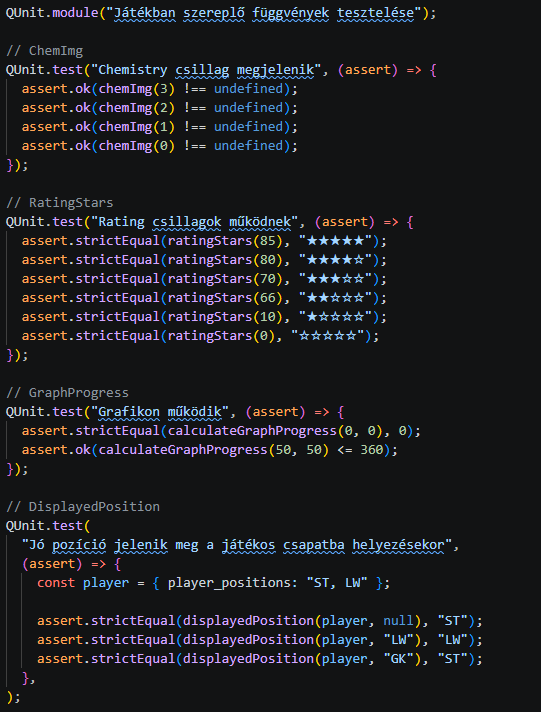 QUnit.module("Játékban szereplő függvények tesztelése");

// ChemImg
QUnit.test("Chemistry csillag megjelenik", (assert) => {
  assert.ok(chemImg(3) !== undefined);
  assert.ok(chemImg(2) !== undefined);
  assert.ok(chemImg(1) !== undefined);
  assert.ok(chemImg(0) !== undefined);
});

// RatingStars
QUnit.test("Rating csillagok működnek", (assert) => {
  assert.strictEqual(ratingStars(85), "★★★★★");
  assert.strictEqual(ratingStars(80), "★★★★☆");
  assert.strictEqual(ratingStars(70), "★★★☆☆");
  assert.strictEqual(ratingStars(66), "★★☆☆☆");
  assert.strictEqual(ratingStars(10), "★☆☆☆☆");
  assert.strictEqual(ratingStars(0), "☆☆☆☆☆");
});

// GraphProgress
QUnit.test("Grafikon működik", (assert) => {
  assert.strictEqual(calculateGraphProgress(0, 0), 0);
  assert.ok(calculateGraphProgress(50, 50) <= 360);
});

// DisplayedPosition
QUnit.test(
  "Jó pozíció jelenik meg a játékos csapatba helyezésekor",
  (assert) => {
    const player = { player_positions: "ST, LW" };

    assert.strictEqual(displayedPosition(player, null), "ST");
    assert.strictEqual(displayedPosition(player, "LW"), "LW");
    assert.strictEqual(displayedPosition(player, "GK"), "ST");
  },
);